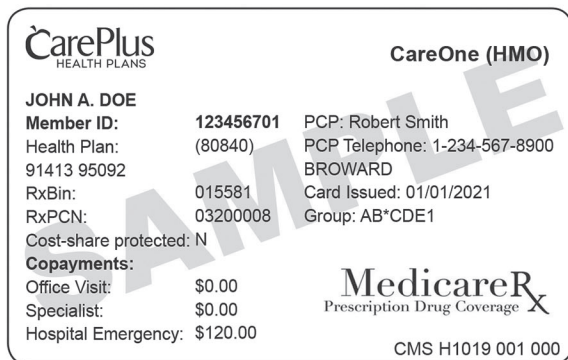 CarePlus
HEALTH PLANS
CareOne (HMO)
JOHN A. DOE
Member ID: 123456701
Health Plan: (80840)
91413 95092
RxBin: 015581
RxPCN: 03200008
Cost-share protected: N
Copayments:
Office Visit: $0.00
Specialist: $0.00
Hospital Emergency: $120.00
PCP: Robert Smith
PCP Telephone: 1-234-567-8900
BROWARD
Card Issued: 01/01/2021
Group: AB*CDE1
MedicareRx
Prescription Drug Coverage
CMS H1019 001 000
SAMPLE